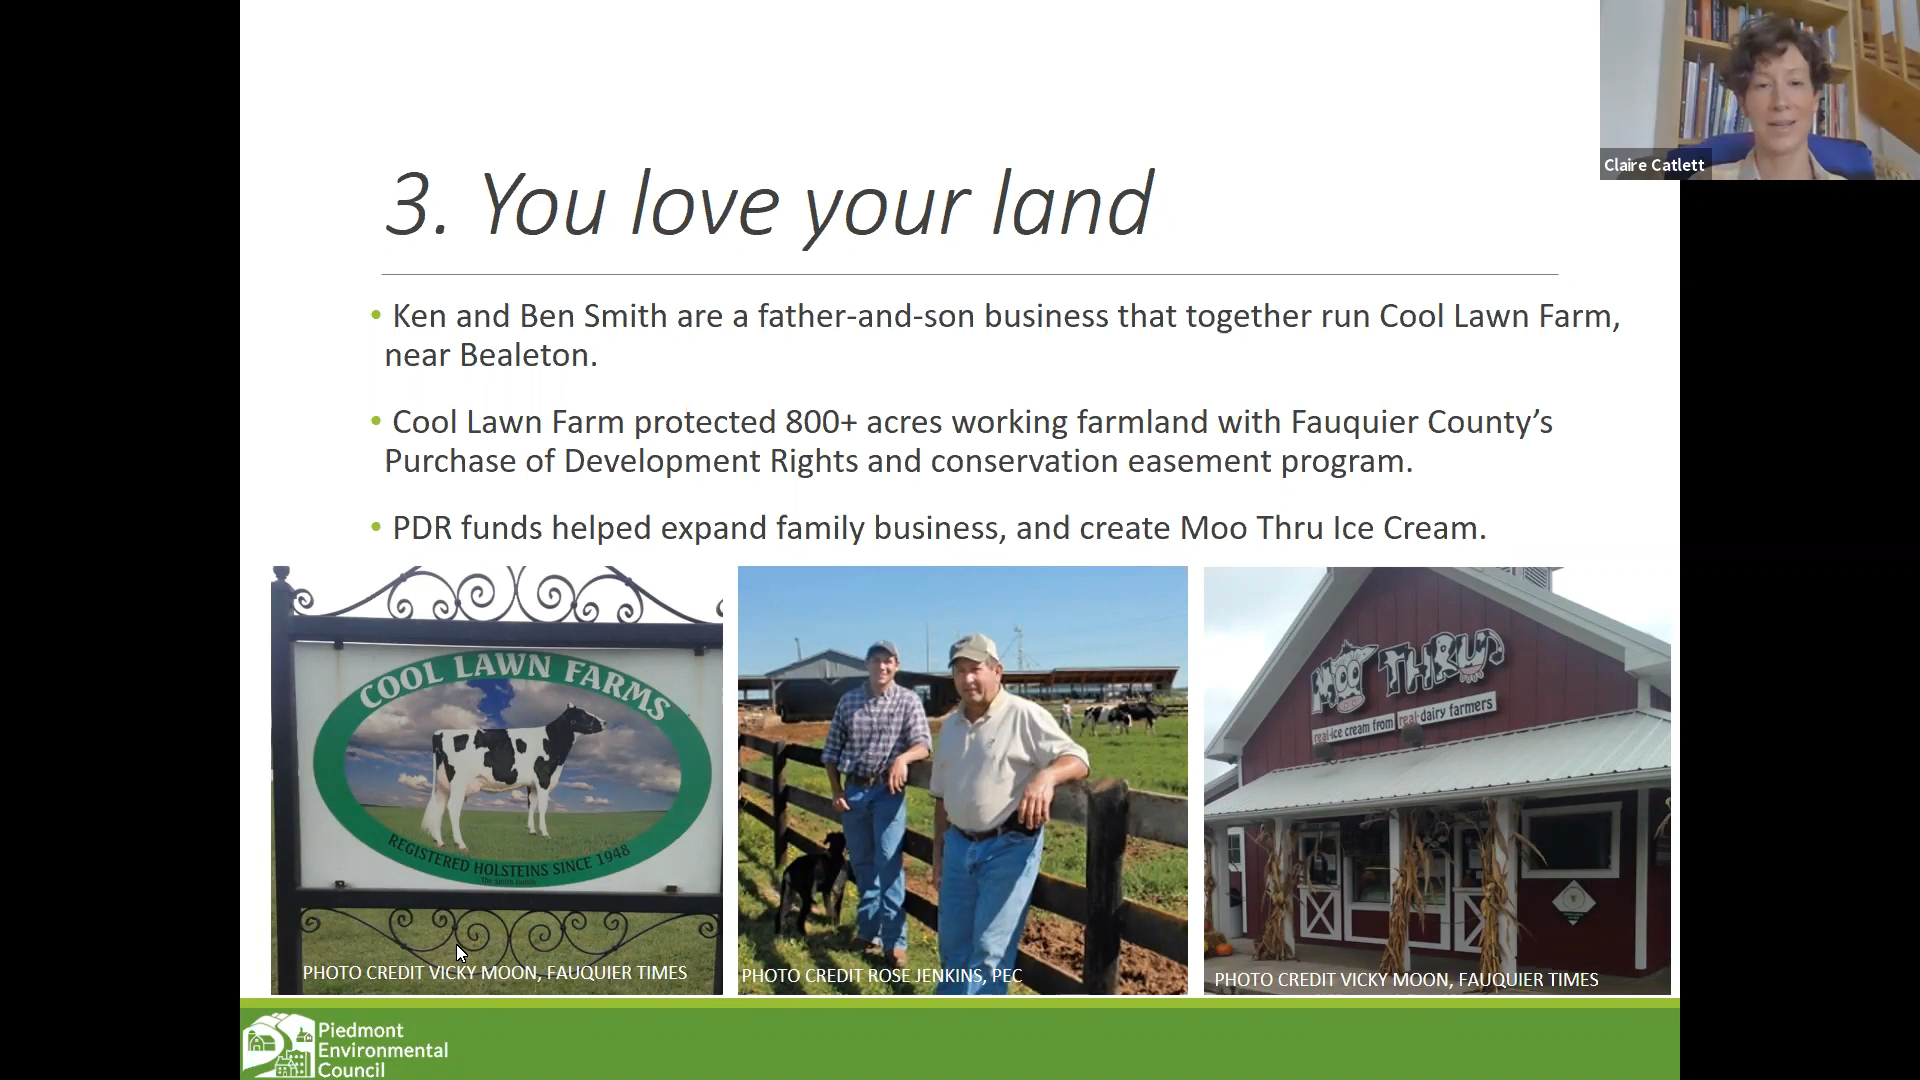 Claire Catlett
3. You love your land
• Ken and Ben Smith are a father-and-son business that together run Cool Lawn Farm,
near Bealeton.
• Cool Lawn Farm protected 800+ acres working farmland with Fauquier County’s
Purchase of Development Rights and conservation easement program.
• PDR funds helped expand family business, and create Moo Thru Ice Cream.
COOL LAWN FARMS
REGISTERED HOLSTEINS SINCE 1948
The Smith Family
PHOTO CREDIT VICKY MOON, FAUQUIER TIMES
PHOTO CREDIT ROSE JENKINS, PEC
MOO THRU
real ice cream from real dairy farmers
PHOTO CREDIT VICKY MOON, FAUQUIER TIMES
Piedmont
Environmental
Council